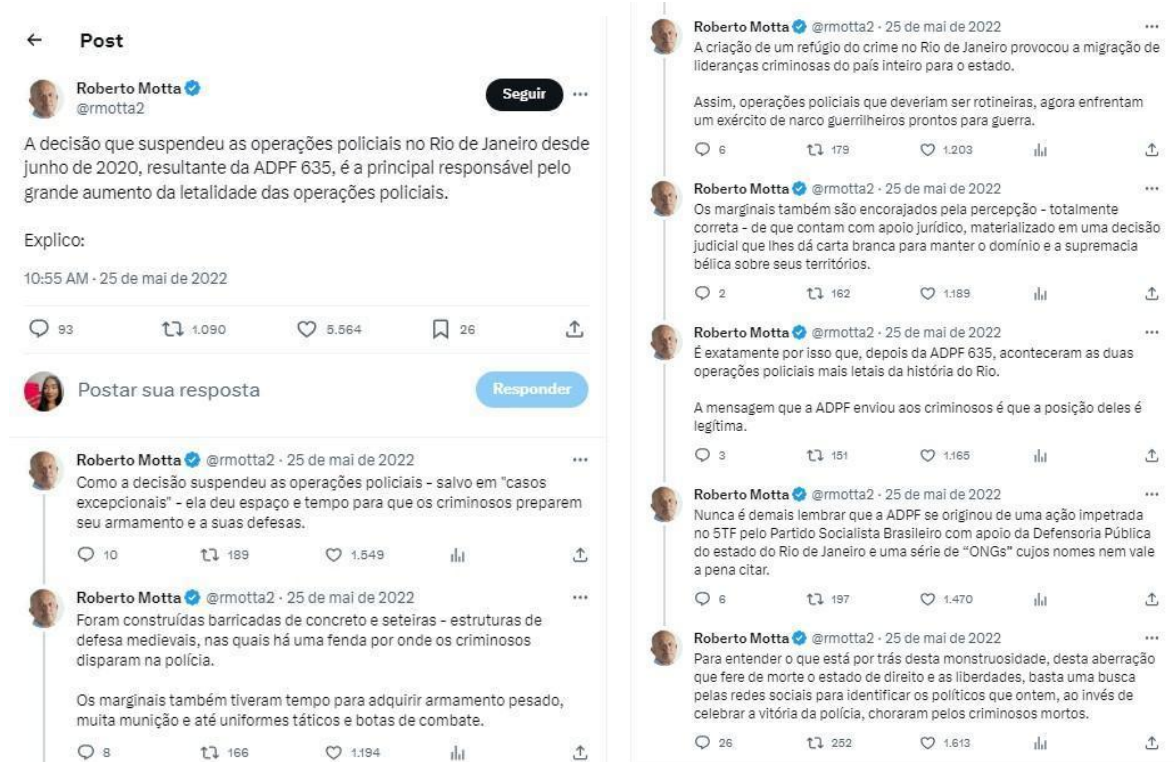 Post
Roberto Motta
@rmotta2
Seguir
A decisão que suspendeu as operações policiais no Rio de Janeiro desde
junho de 2020, resultante da ADPF 635, é a principal responsável pelo
grande aumento da letalidade das operações policiais.
Explico:
10:55 AM · 25 de mai de 2022
93 1.090 5.564 26
Postar sua resposta
Responder
Roberto Motta @rmotta2 · 25 de mai de 2022
Como a decisão suspendeu as operações policiais - salvo em "casos
excepcionais" - ela deu espaço e tempo para que os criminosos preparem
seu armamento e a suas defesas.
10 189 1.549
Roberto Motta @rmotta2 · 25 de mai de 2022
Foram construídas barricadas de concreto e seteiras - estruturas de
defesa medievais, nas quais há uma fenda por onde os criminosos
disparam na polícia.
Os marginais também tiveram tempo para adquirir armamento pesado,
muita munição e até uniformes táticos e botas de combate.
8 166 1.194
Roberto Motta @rmotta2 · 25 de mai de 2022
A criação de um refúgio do crime no Rio de Janeiro provocou a migração de
lideranças criminosas do país inteiro para o estado.
Assim, operações policiais que deveriam ser rotineiras, agora enfrentam
um exército de narco guerrilheiros prontos para guerra.
6 179 1.203
Roberto Motta @rmotta2 · 25 de mai de 2022
Os marginais também são encorajados pela percepção - totalmente
correta - de que contam com apoio jurídico, materializado em uma decisão
judicial que lhes dá carta branca para manter o domínio e a supremacia
bélica sobre seus territórios.
2 162 1.189
Roberto Motta @rmotta2 · 25 de mai de 2022
É exatamente por isso que, depois da ADPF 635, aconteceram as duas
operações policiais mais letais da história do Rio.
A mensagem que a ADPF enviou aos criminosos é que a posição deles é
legítima.
3 151 1.165
Roberto Motta @rmotta2 · 25 de mai de 2022
Nunca é demais lembrar que a ADPF se originou de uma ação impetrada
no 5TF pelo Partido Socialista Brasileiro com apoio da Defensoria Pública
do estado do Rio de Janeiro e uma série de “ONGs” cujos nomes nem vale
a pena citar.
6 197 1.470
Roberto Motta @rmotta2 · 25 de mai de 2022
Para entender o que está por trás desta monstruosidade, desta aberração
que fere de morte o estado de direito e as liberdades, basta uma busca
pelas redes sociais para identificar os políticos que ontem, ao invés de
celebrar a vitória da polícia, choraram pelos criminosos mortos.
26 252 1.613